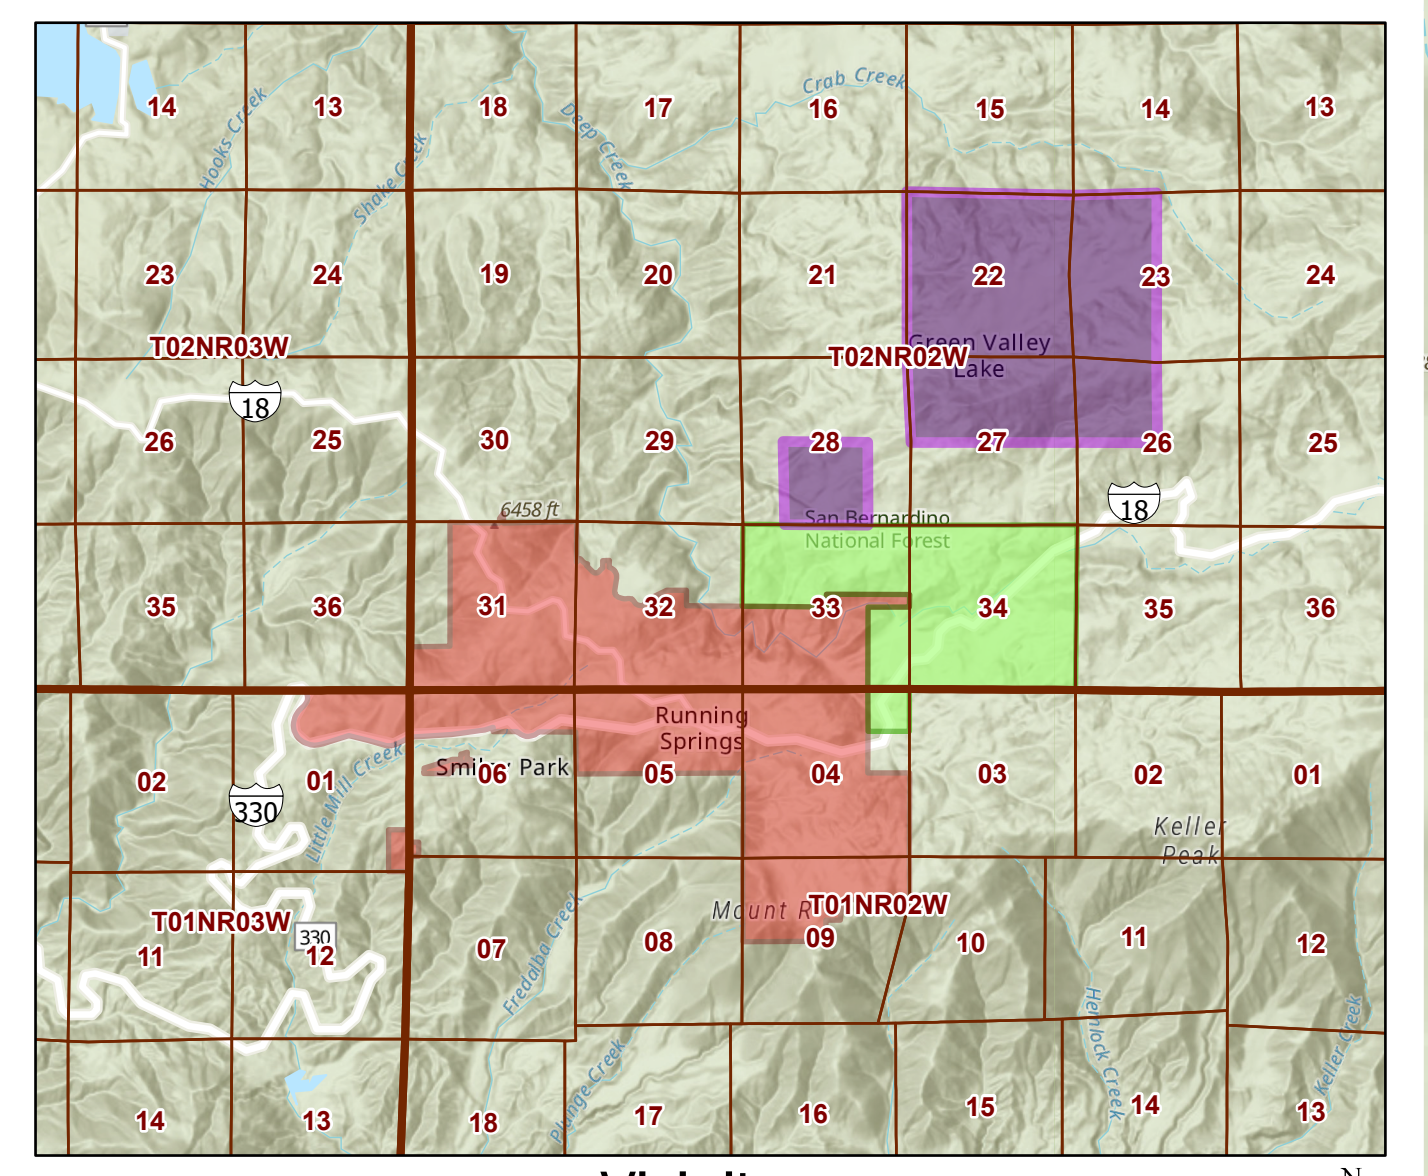 Crab Creek
14 13 18 17 16 15 14 13
Hooks Creek
Deep Creek
Shake Creek
23 24 19 20 21 22 23 24
T02NR03W
T02NR02W
Green Valley
Lake
18
26 25 30 29 28 27 26 25
6458 ft
18
San Bernardino
National Forest
35 36 31 32 33 34 35 36
Running
Springs
Smiley Park
02 01 06 05 04 03 02 01
Little Mill Creek
330
Keller
Peak
T01NR03W
Mount R
T01NR02W
330
11 12 07 08 09 10 11 12
Fredalba Creek
Hemlock Creek
Keller Creek
Plunge Creek
14 13 18 17 16 15 14 13
N